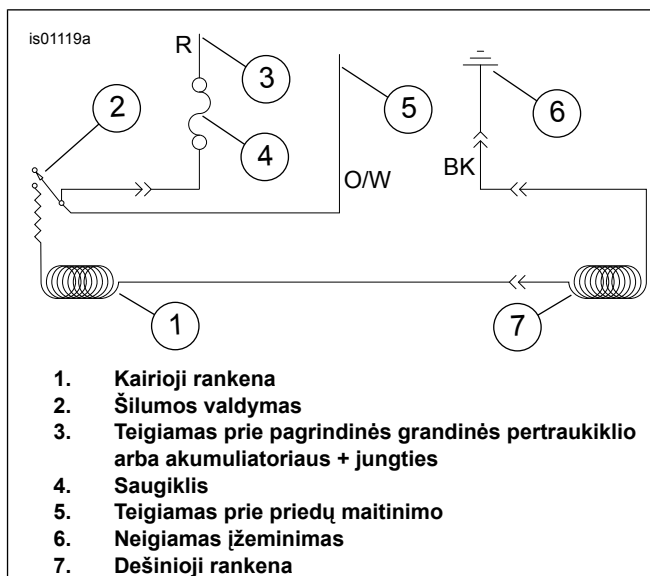 is01119a
R
3
2
5
6
4
O/W
BK
1
7
1. Kairioji rankena
2. Šilumos valdymas
3. Teigiamas prie pagrindinės grandinės pertraukiklio
arba akumuliatoriaus + jungties
4. Saugiklis
5. Teigiamas prie priedų maitinimo
6. Neigiamas įžeminimas
7. Dešinioji rankena